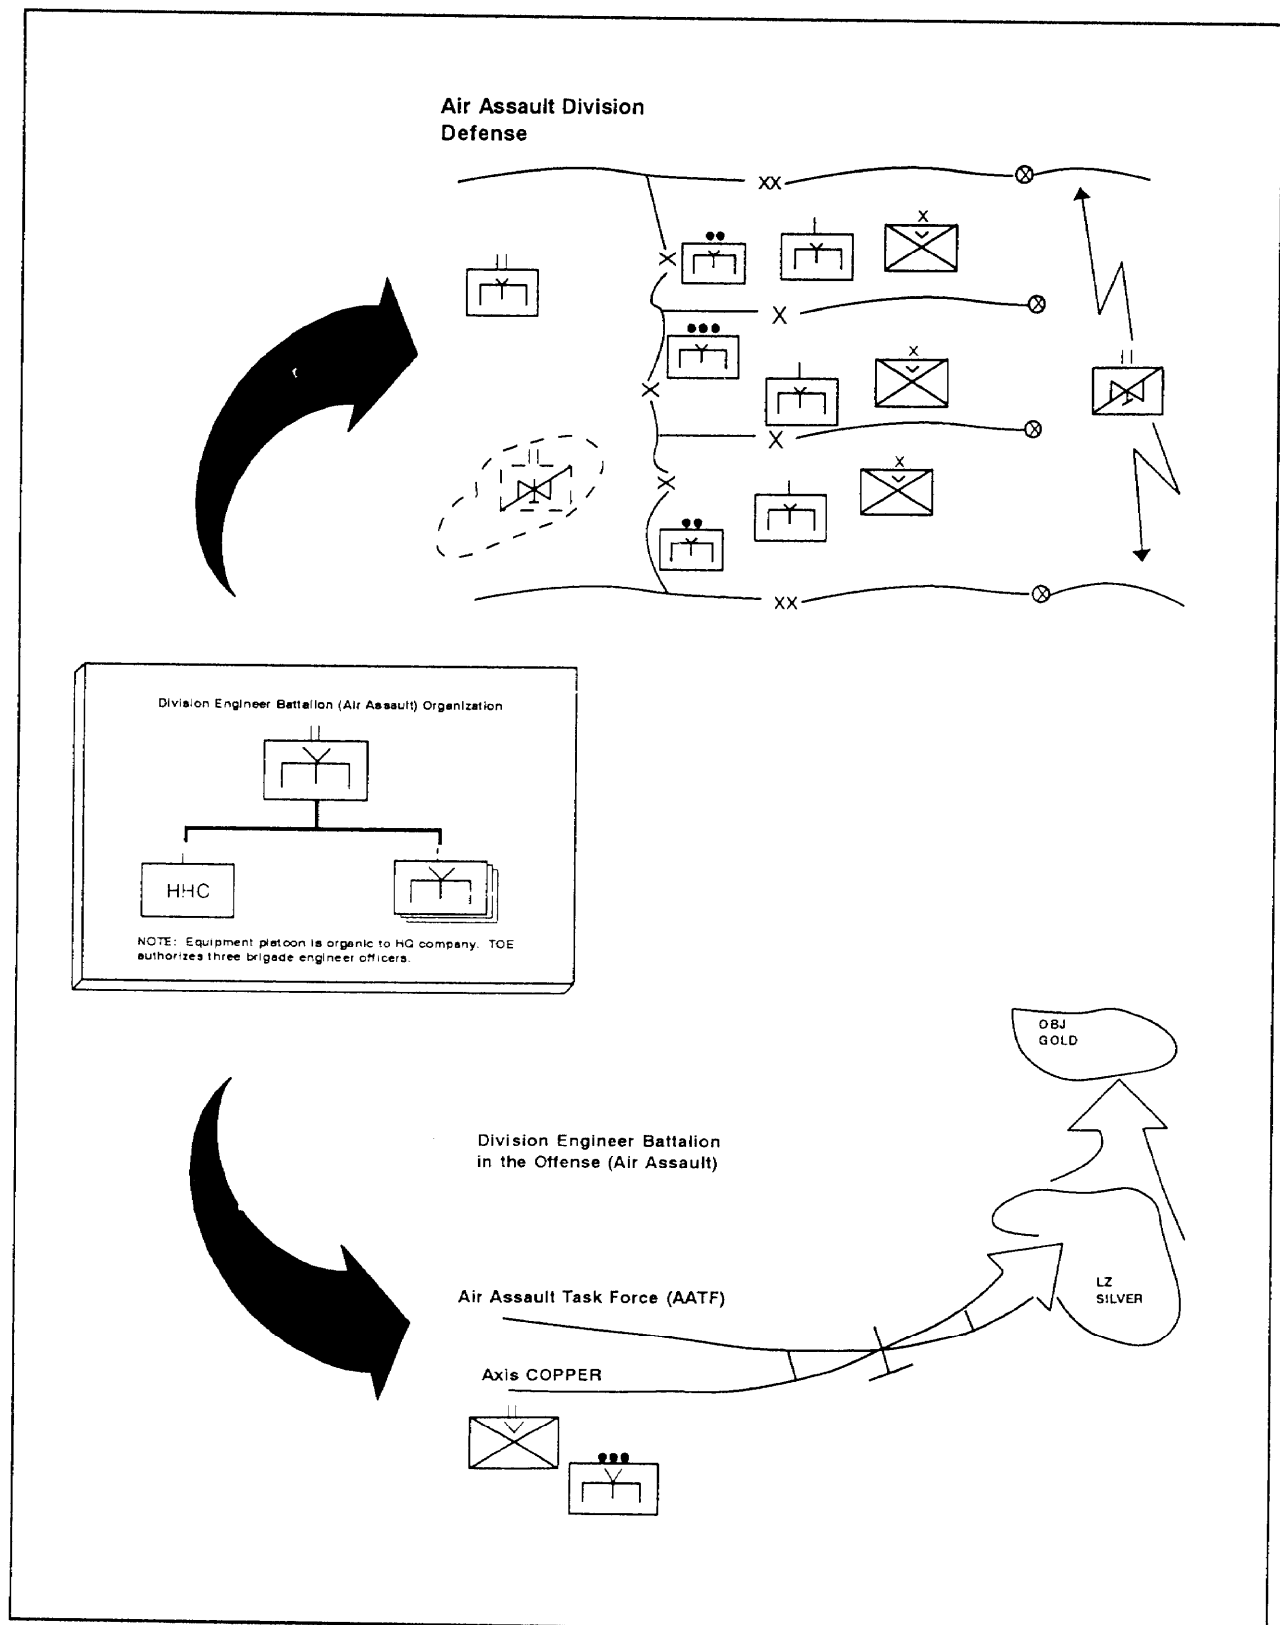 Air Assault Division
Defense
XX
X
X
X
X
X
X
X
X
XX
Division Engineer Battalion (Air Assault) Organization
HHC
NOTE: Equipment platoon is organic to HQ company. TOE
authorizes three brigade engineer officers.
OBJ
GOLD
Division Engineer Battalion
in the Offense (Air Assault)
LZ
SILVER
Air Assault Task Force (AATF)
Axis COPPER